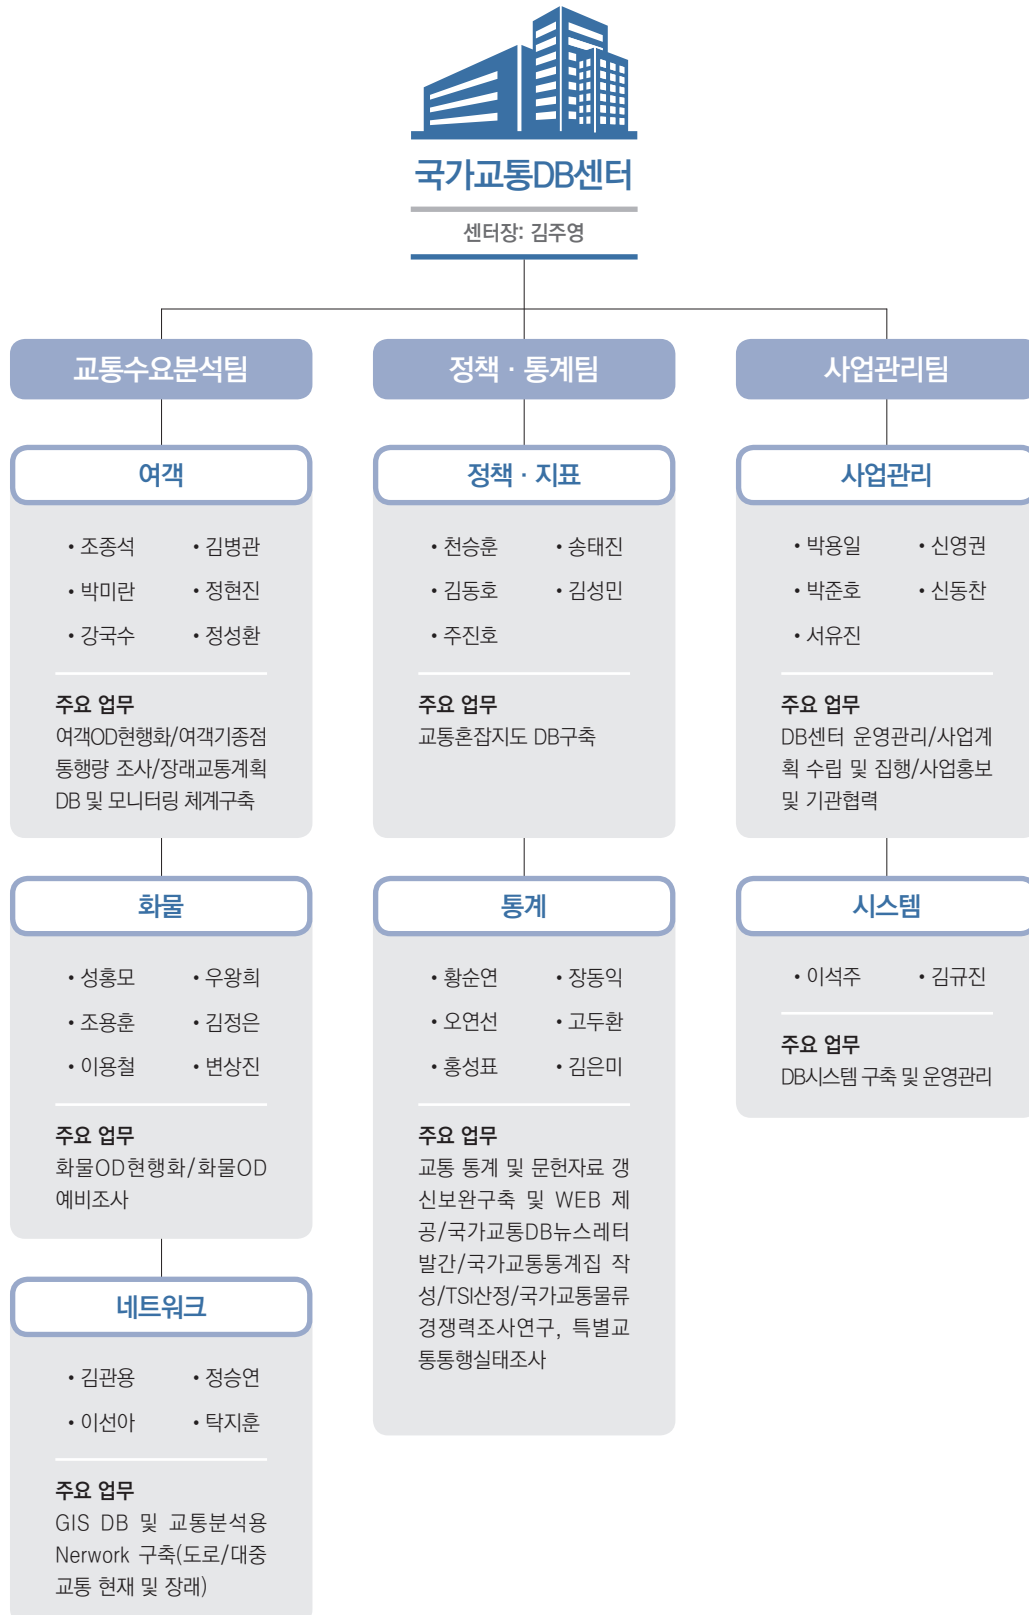 국가교통DB센터
센터장: 김주영
교통수요분석팀
여객
• 조종석 • 김병관
• 박미란 • 정현진
• 강국수 • 정성환
주요 업무
여객OD현행화/여객기종점
통행량 조사/장래교통계획
DB 및 모니터링 체계구축
화물
• 성홍모 • 우왕희
• 조용훈 • 김정은
• 이용철 • 변상진
주요 업무
화물OD현행화/화물OD
예비조사
네트워크
• 김관용 • 정승연
• 이선아 • 탁지훈
주요 업무
GIS DB 및 교통분석용
Nerwork 구축(도로/대중
교통 현재 및 장래)
정책 · 통계팀
정책 · 지표
• 천승훈 • 송태진
• 김동호 • 김성민
• 주진호
주요 업무
교통혼잡지도 DB구축
통계
• 황순연 • 장동익
• 오연선 • 고두환
• 홍성표 • 김은미
주요 업무
교통 통계 및 문헌자료 갱
신보완구축 및 WEB 제
공/국가교통DB뉴스레터
발간/국가교통통계집 작
성/TSI산정/국가교통물류
경쟁력조사연구, 특별교
통통행실태조사
사업관리팀
사업관리
• 박용일 • 신영권
• 박준호 • 신동찬
• 서유진
주요 업무
DB센터 운영관리/사업계
획 수립 및 집행/사업홍보
및 기관협력
시스템
• 이석주 • 김규진
주요 업무
DB시스템 구축 및 운영관리